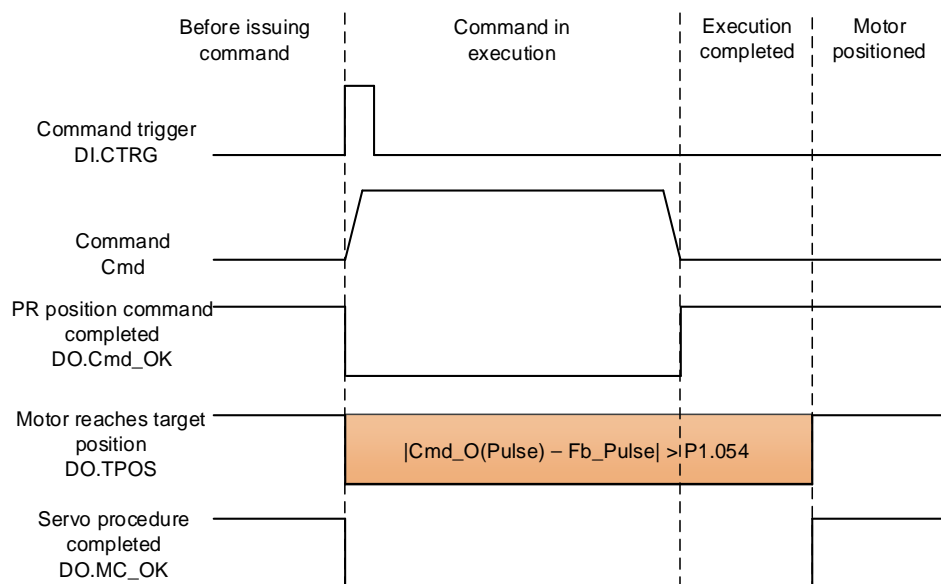 Before issuing
command
Command in
execution
Execution
completed
Motor
positioned
Command trigger
DI.CTRG
Command
Cmd
PR position command
completed
DO.Cmd_OK
Motor reaches target
position
DO.TPOS
|Cmd_O(Pulse) – Fb_Pulse| > P1.054
Servo procedure
completed
DO.MC_OK